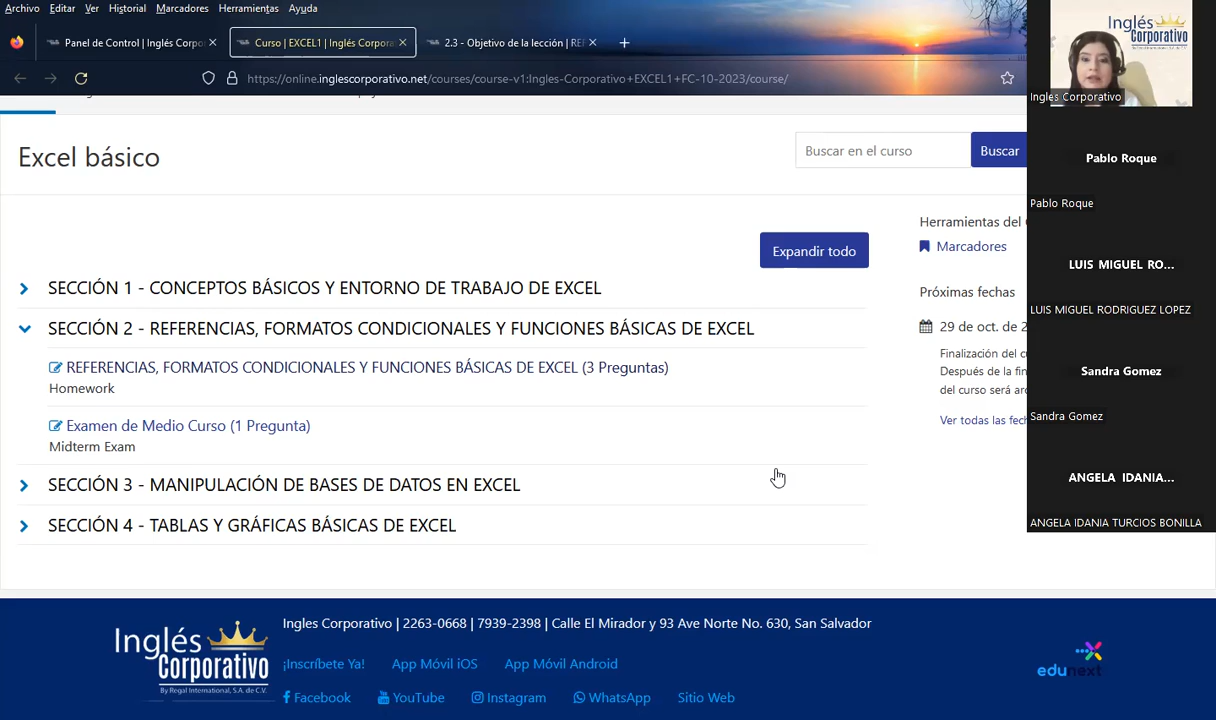 Archivo Editar Ver Historial Marcadores Herramientas Ayuda
Panel de Control | Inglés Corpo
Curso | EXCEL1 | Inglés Corpora
2.3 - Objetivo de la lección | REF
https://online.inglescorporativo.net/courses/course-v1:Ingles-Corporativo+EXCEL1+FC-10-2023/course/
Excel básico
Buscar en el curso
Buscar
Expandir todo
SECCIÓN 1 - CONCEPTOS BÁSICOS Y ENTORNO DE TRABAJO DE EXCEL
SECCIÓN 2 - REFERENCIAS, FORMATOS CONDICIONALES Y FUNCIONES BÁSICAS DE EXCEL
REFERENCIAS, FORMATOS CONDICIONALES Y FUNCIONES BÁSICAS DE EXCEL (3 Preguntas)
Homework
Examen de Medio Curso (1 Pregunta)
Midterm Exam
SECCIÓN 3 - MANIPULACIÓN DE BASES DE DATOS EN EXCEL
SECCIÓN 4 - TABLAS Y GRÁFICAS BÁSICAS DE EXCEL
Herramientas del
Marcadores
Próximas fechas
29 de oct. de 2
Finalización del c
Después de la fin
del curso será ar
Ver todas las fech
Inglés
Corporativo
Ingles Corporativo
Pablo Roque
Pablo Roque
LUIS MIGUEL RO...
LUIS MIGUEL RODRIGUEZ LOPEZ
Sandra Gomez
Sandra Gomez
ANGELA IDANIA...
ANGELA IDANIA TURCIOS BONILLA
Inglés
Corporativo
By Regal International, S.A. de C.V.
Ingles Corporativo | 2263-0668 | 7939-2398 | Calle El Mirador y 93 Ave Norte No. 630, San Salvador
¡Inscríbete Ya! App Móvil iOS App Móvil Android
Facebook YouTube Instagram WhatsApp Sitio Web
edunext